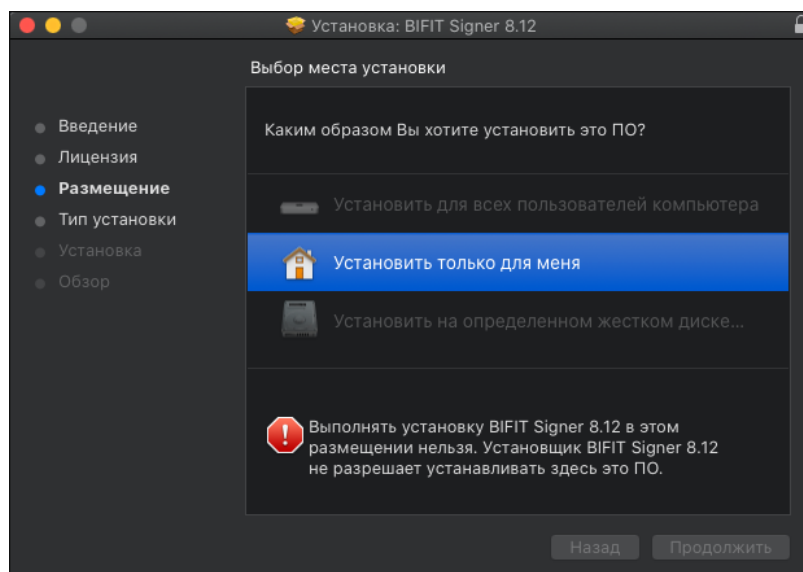 Установка: BIFIT Signer 8.12
Выбор места установки
Введение
Лицензия
Размещение
Тип установки
Установка
Обзор
Каким образом Вы хотите установить это ПО?
Установить для всех пользователей компьютера
Установить только для меня
Установить на определенном жестком диске...
Выполнять установку BIFIT Signer 8.12 в этом
размещении нельзя. Установщик BIFIT Signer 8.12
не разрешает устанавливать здесь это ПО.
Назад
Продолжить